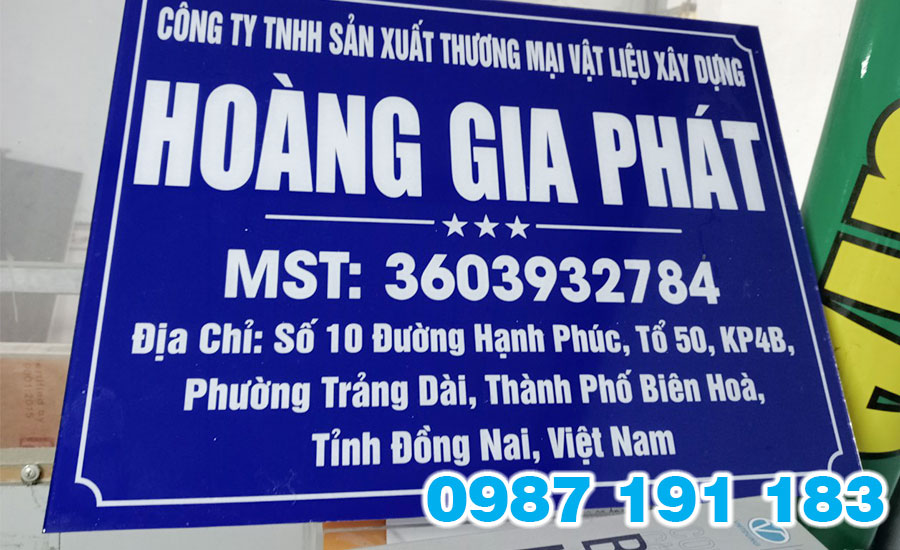 CÔNG TY TNHH SẢN XUẤT THƯƠNG MẠI VẬT LIỆU XÂY DỰNG
HOÀNG GIA PHÁT
MST: 3603932784
Địa Chỉ: Số 10 Đường Hạnh Phúc, Tổ 50, KP4B,
Phường Trảng Dài, Thành Phố Biên Hoà,
Tỉnh Đồng Nai, Việt Nam
0987 191 183